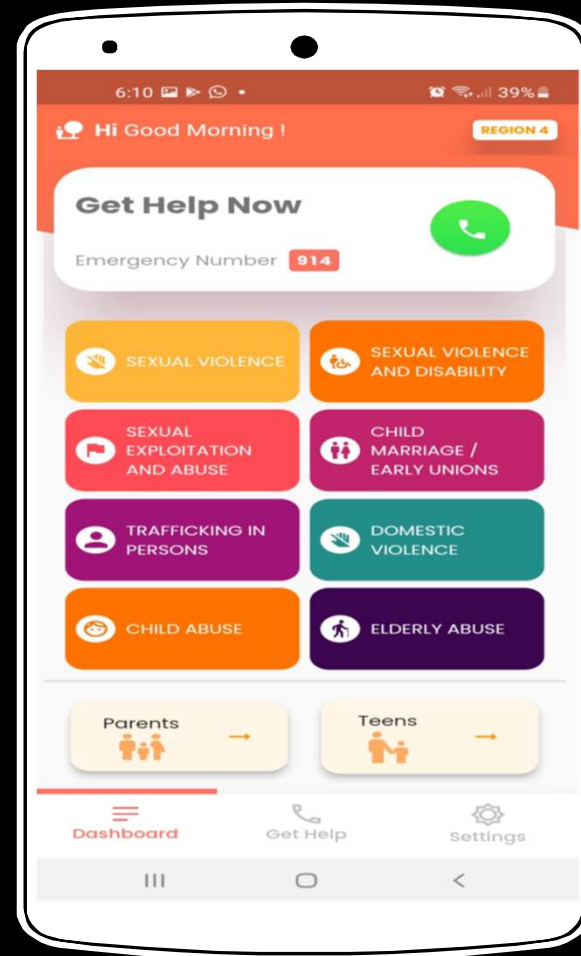 6:10
39%
Hi Good Morning !
REGION 4
Get Help Now
Emergency Number 914
SEXUAL VIOLENCE
SEXUAL VIOLENCE
AND DISABILITY
SEXUAL
EXPLOITATION
AND ABUSE
CHILD
MARRIAGE /
EARLY UNIONS
TRAFFICKING IN
PERSONS
DOMESTIC
VIOLENCE
CHILD ABUSE
ELDERLY ABUSE
Parents
Teens
Dashboard
Get Help
Settings